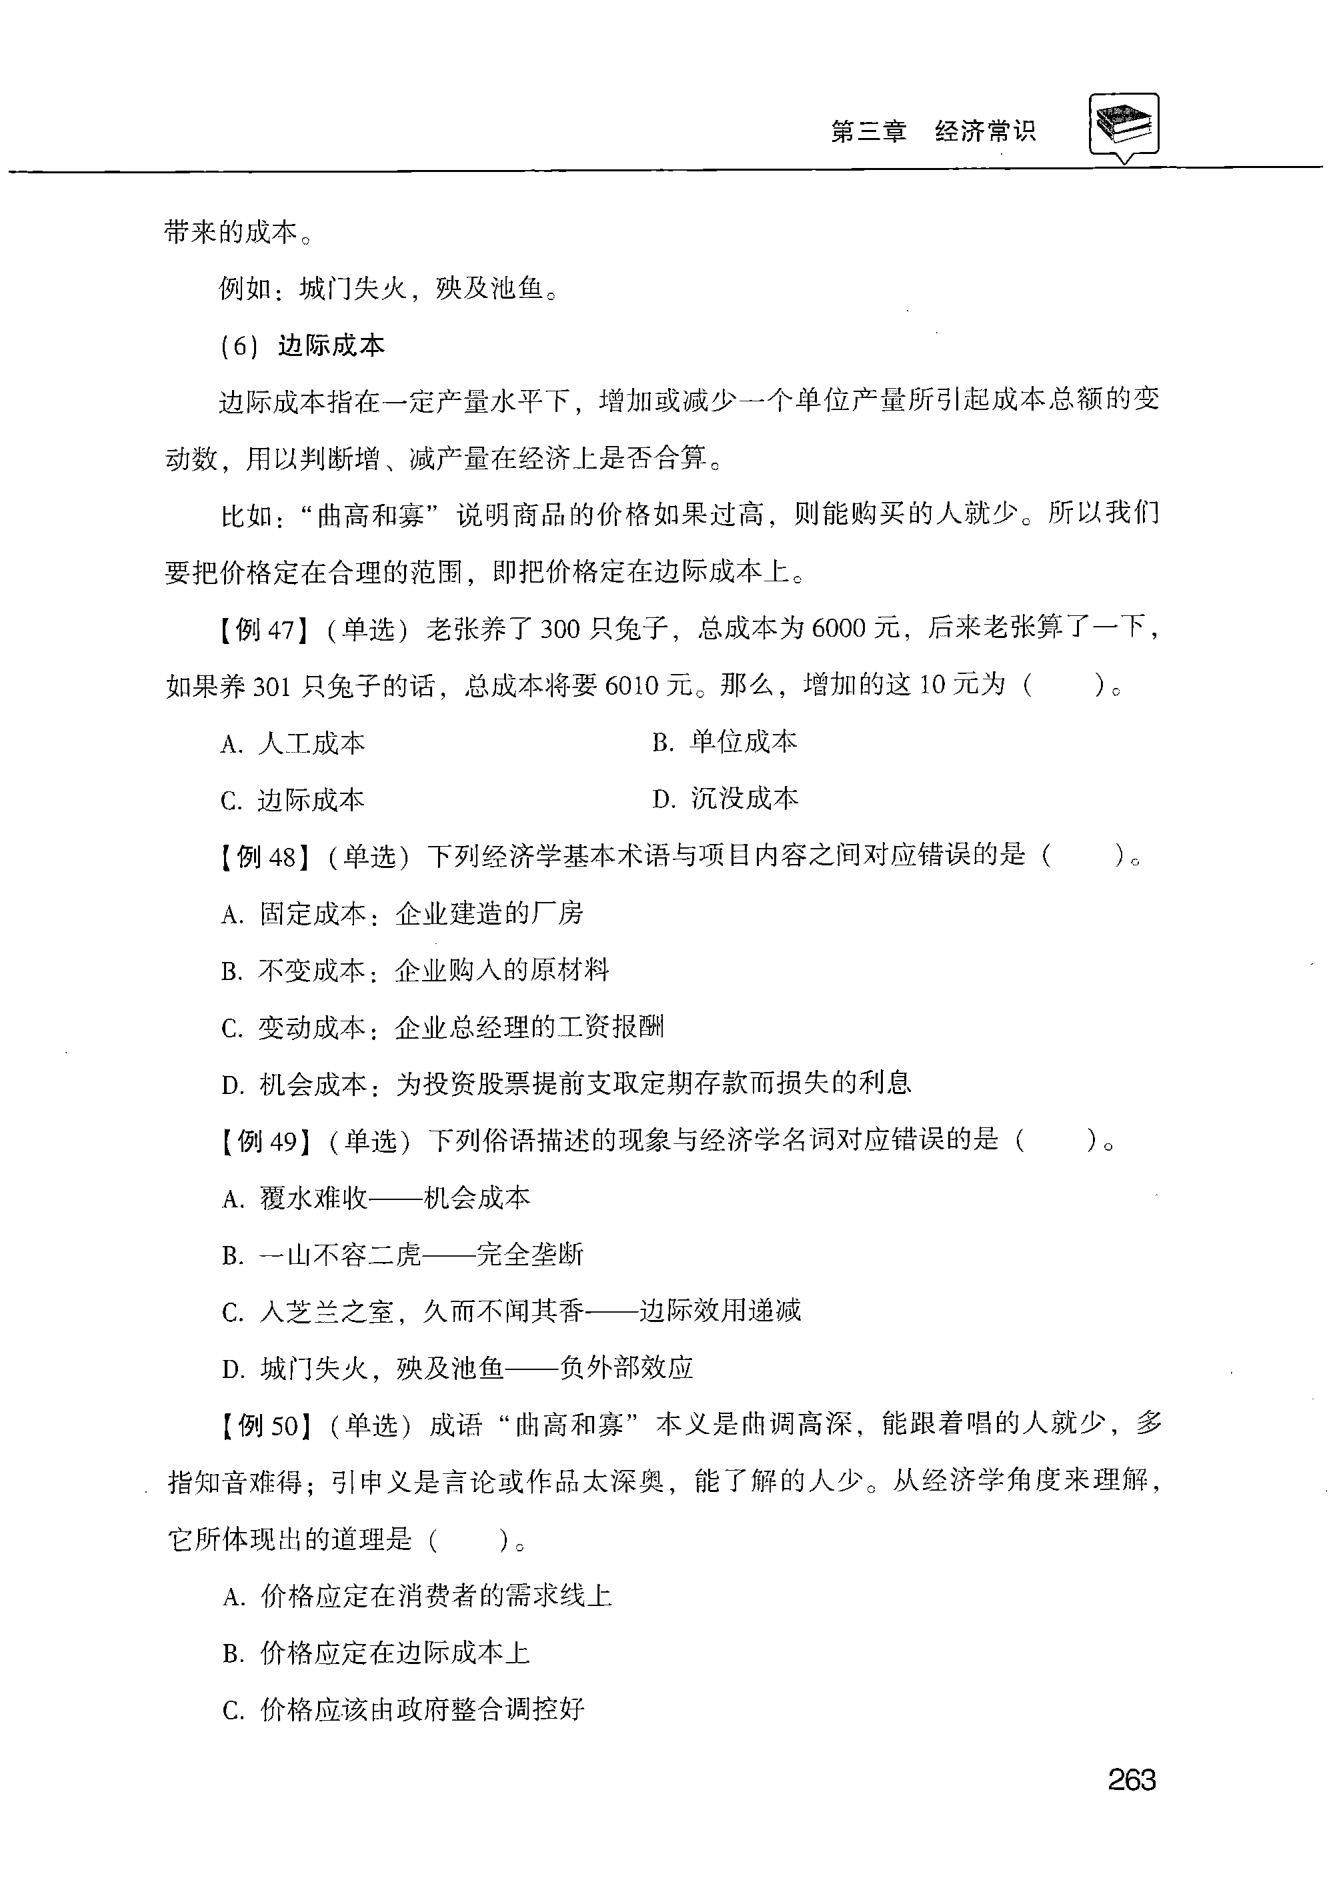 第三章 经济常识
带来的成本。
例如：城门失火，殃及池鱼。
(6) 边际成本
边际成本指在一定产量水平下，增加或减少一个单位产量所引起成本总额的变
动数，用以判断增、减产量在经济上是否合算。
比如：“曲高和寡”说明商品的价格如果过高，则能购买的人就少。所以我们
要把价格定在合理的范围，即把价格定在边际成本上。
【例 47】(单选) 老张养了 300 只兔子，总成本为 6000 元，后来老张算了一下，
如果养 301 只兔子的话，总成本将要 6010 元。那么，增加的这 10 元为 (　　)。
A. 人工成本　　B. 单位成本
C. 边际成本　　D. 沉没成本
【例 48】(单选) 下列经济学基本术语与项目内容之间对应错误的是 (　　)。
A. 固定成本：企业建造的厂房
B. 不变成本：企业购入的原材料
C. 变动成本：企业总经理的工资报酬
D. 机会成本：为投资股票提前支取定期存款而损失的利息
【例 49】(单选) 下列俗语描述的现象与经济学名词对应错误的是 (　　)。
A. 覆水难收——机会成本
B. 一山不容二虎——完全垄断
C. 入芝兰之室，久而不闻其香——边际效用递减
D. 城门失火，殃及池鱼——负外部效应
【例 50】(单选) 成语“曲高和寡”本义是曲调高深，能跟着唱的人就少，多
指知音难得；引申义是言论或作品太深奥，能了解的人少。从经济学角度来理解，
它所体现出的道理是 (　　)。
A. 价格应定在消费者的需求线上
B. 价格应定在边际成本上
C. 价格应该由政府整合调控好
263